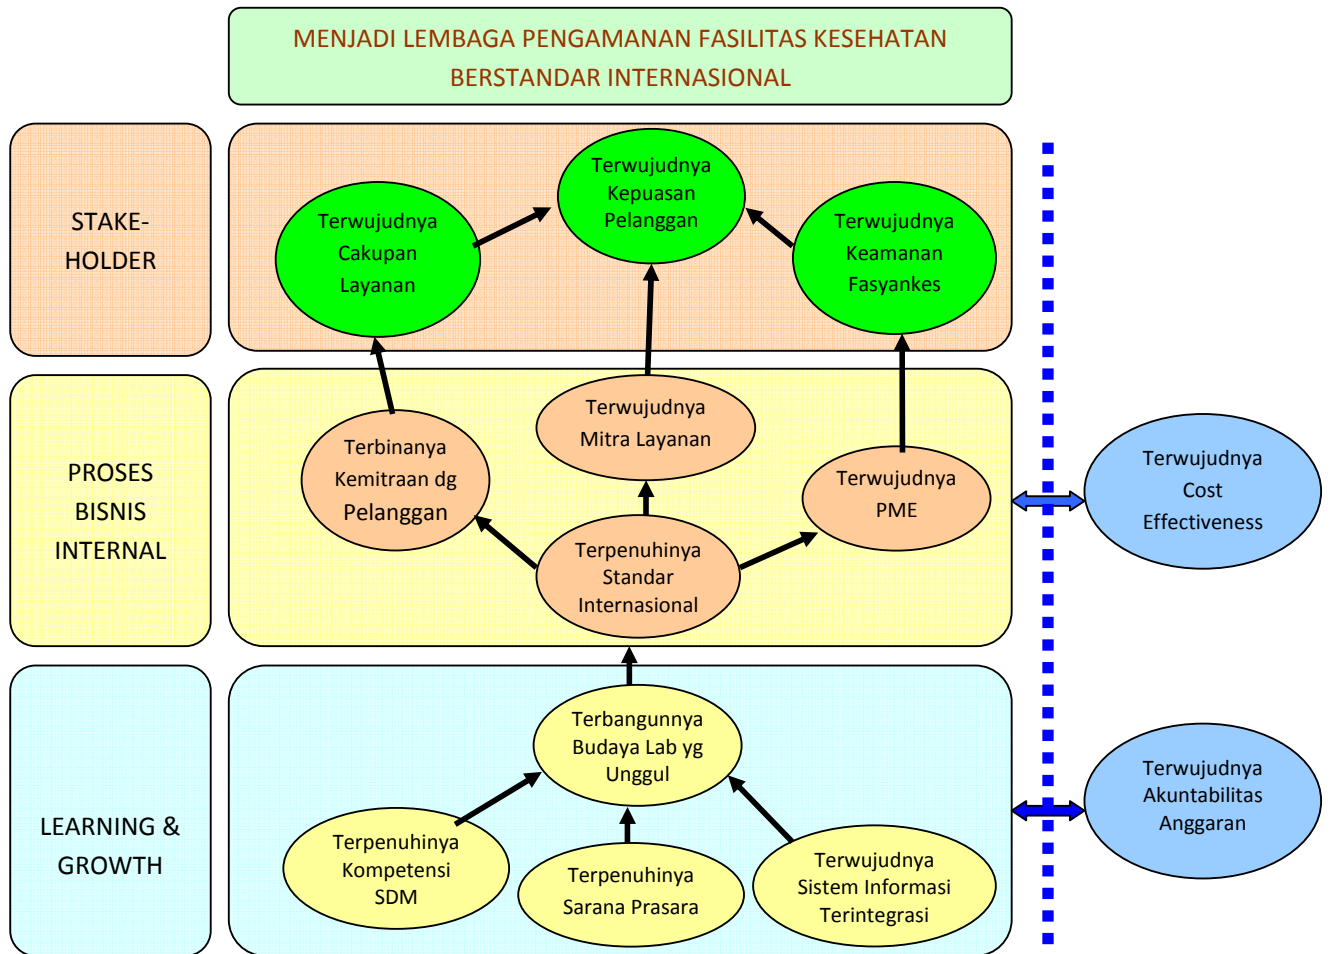 MENJADI LEMBAGA PENGAMANAN FASILITAS KESEHATAN
BERSTANDAR INTERNASIONAL
STAKE-
HOLDER
Terwujudnya
Cakupan
Layanan
Terwujudnya
Kepuasan
Pelanggan
Terwujudnya
Keamanan
Fasyankes
PROSES
BISNIS
INTERNAL
Terbinanya
Kemitraan dg
Pelanggan
Terwujudnya
Mitra Layanan
Terwujudnya
PME
Terpenuhinya
Standar
Internasional
Terwujudnya
Cost
Effectiveness
LEARNING &
GROWTH
Terbangunnya
Budaya Lab yg
Unggul
Terpenuhinya
Kompetensi
SDM
Terpenuhinya
Sarana Prasara
Terwujudnya
Sistem Informasi
Terintegrasi
Terwujudnya
Akuntabilitas
Anggaran